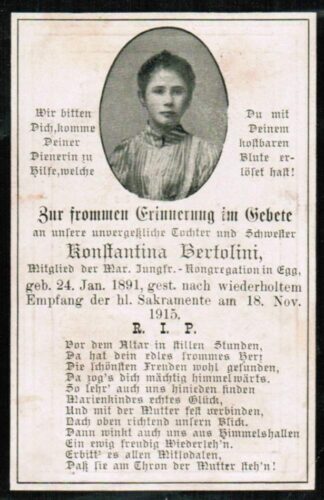 Wir bitten
Dich, komme
Deiner
Dienerin zu
Hilfe, welche
Du mit
Deinem
kostbaren
Blute er-
löset hast!
Zur frommen Erinnerung im Gebete
an unsere unvergeßliche Tochter und Schwester
Konstantina Bertolini,
Mitglied der Mar. Jungfr.-Kongregation in Egg,
geb. 24. Jan. 1891, gest. nach wiederholtem
Empfang der hl. Sakramente am 18. Nov.
1915.
R. I. P.
Vor dem Altar in stillen Stunden,
Da hat dein edles frommes Herz
Die schönsten Freuden wohl gefunden,
Da zog's dich mächtig himmelwärts.
So sehr' auch uns hinieden finden
Marienkindes echtes Glück,
Und mit der Mutter fest verbinden,
Dach oben richtend unsern Blick.
Dann winkt auch uns aus Himmelshallen
Ein ewig freudig Wiederseh'n.
Erbitt' es allen Mitsodalen,
Daß sie am Thron der Mutter steh'n!